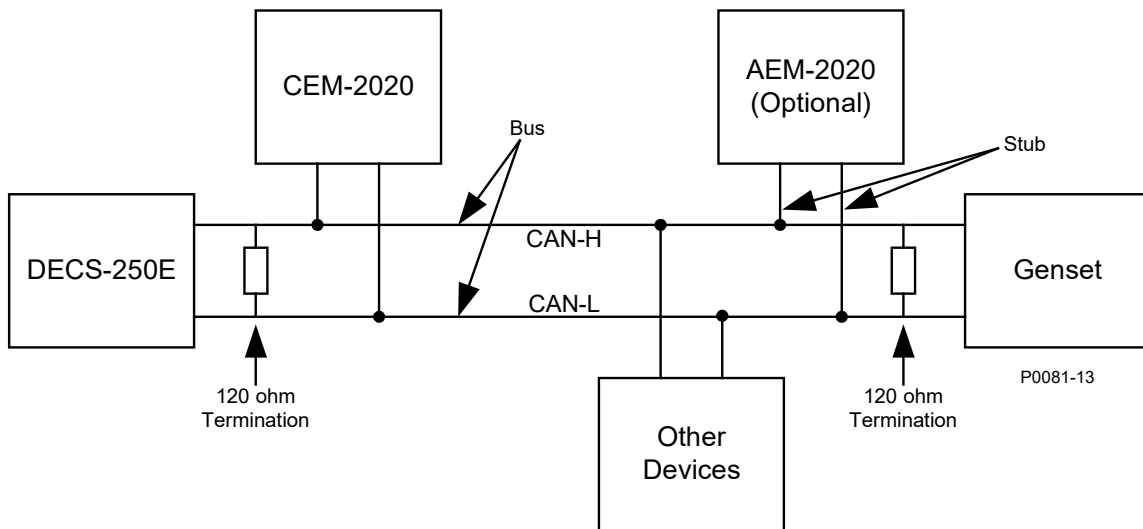 CEM-2020
AEM-2020
(Optional)
Bus
Stub
DECS-250E
CAN-H
Genset
CAN-L
P0081-13
120 ohm
Termination
120 ohm
Termination
Other
Devices